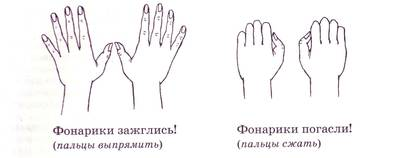 Фонарики зажглись!
(пальцы выпрямить)
Фонарики погасли!
(пальцы сжать)